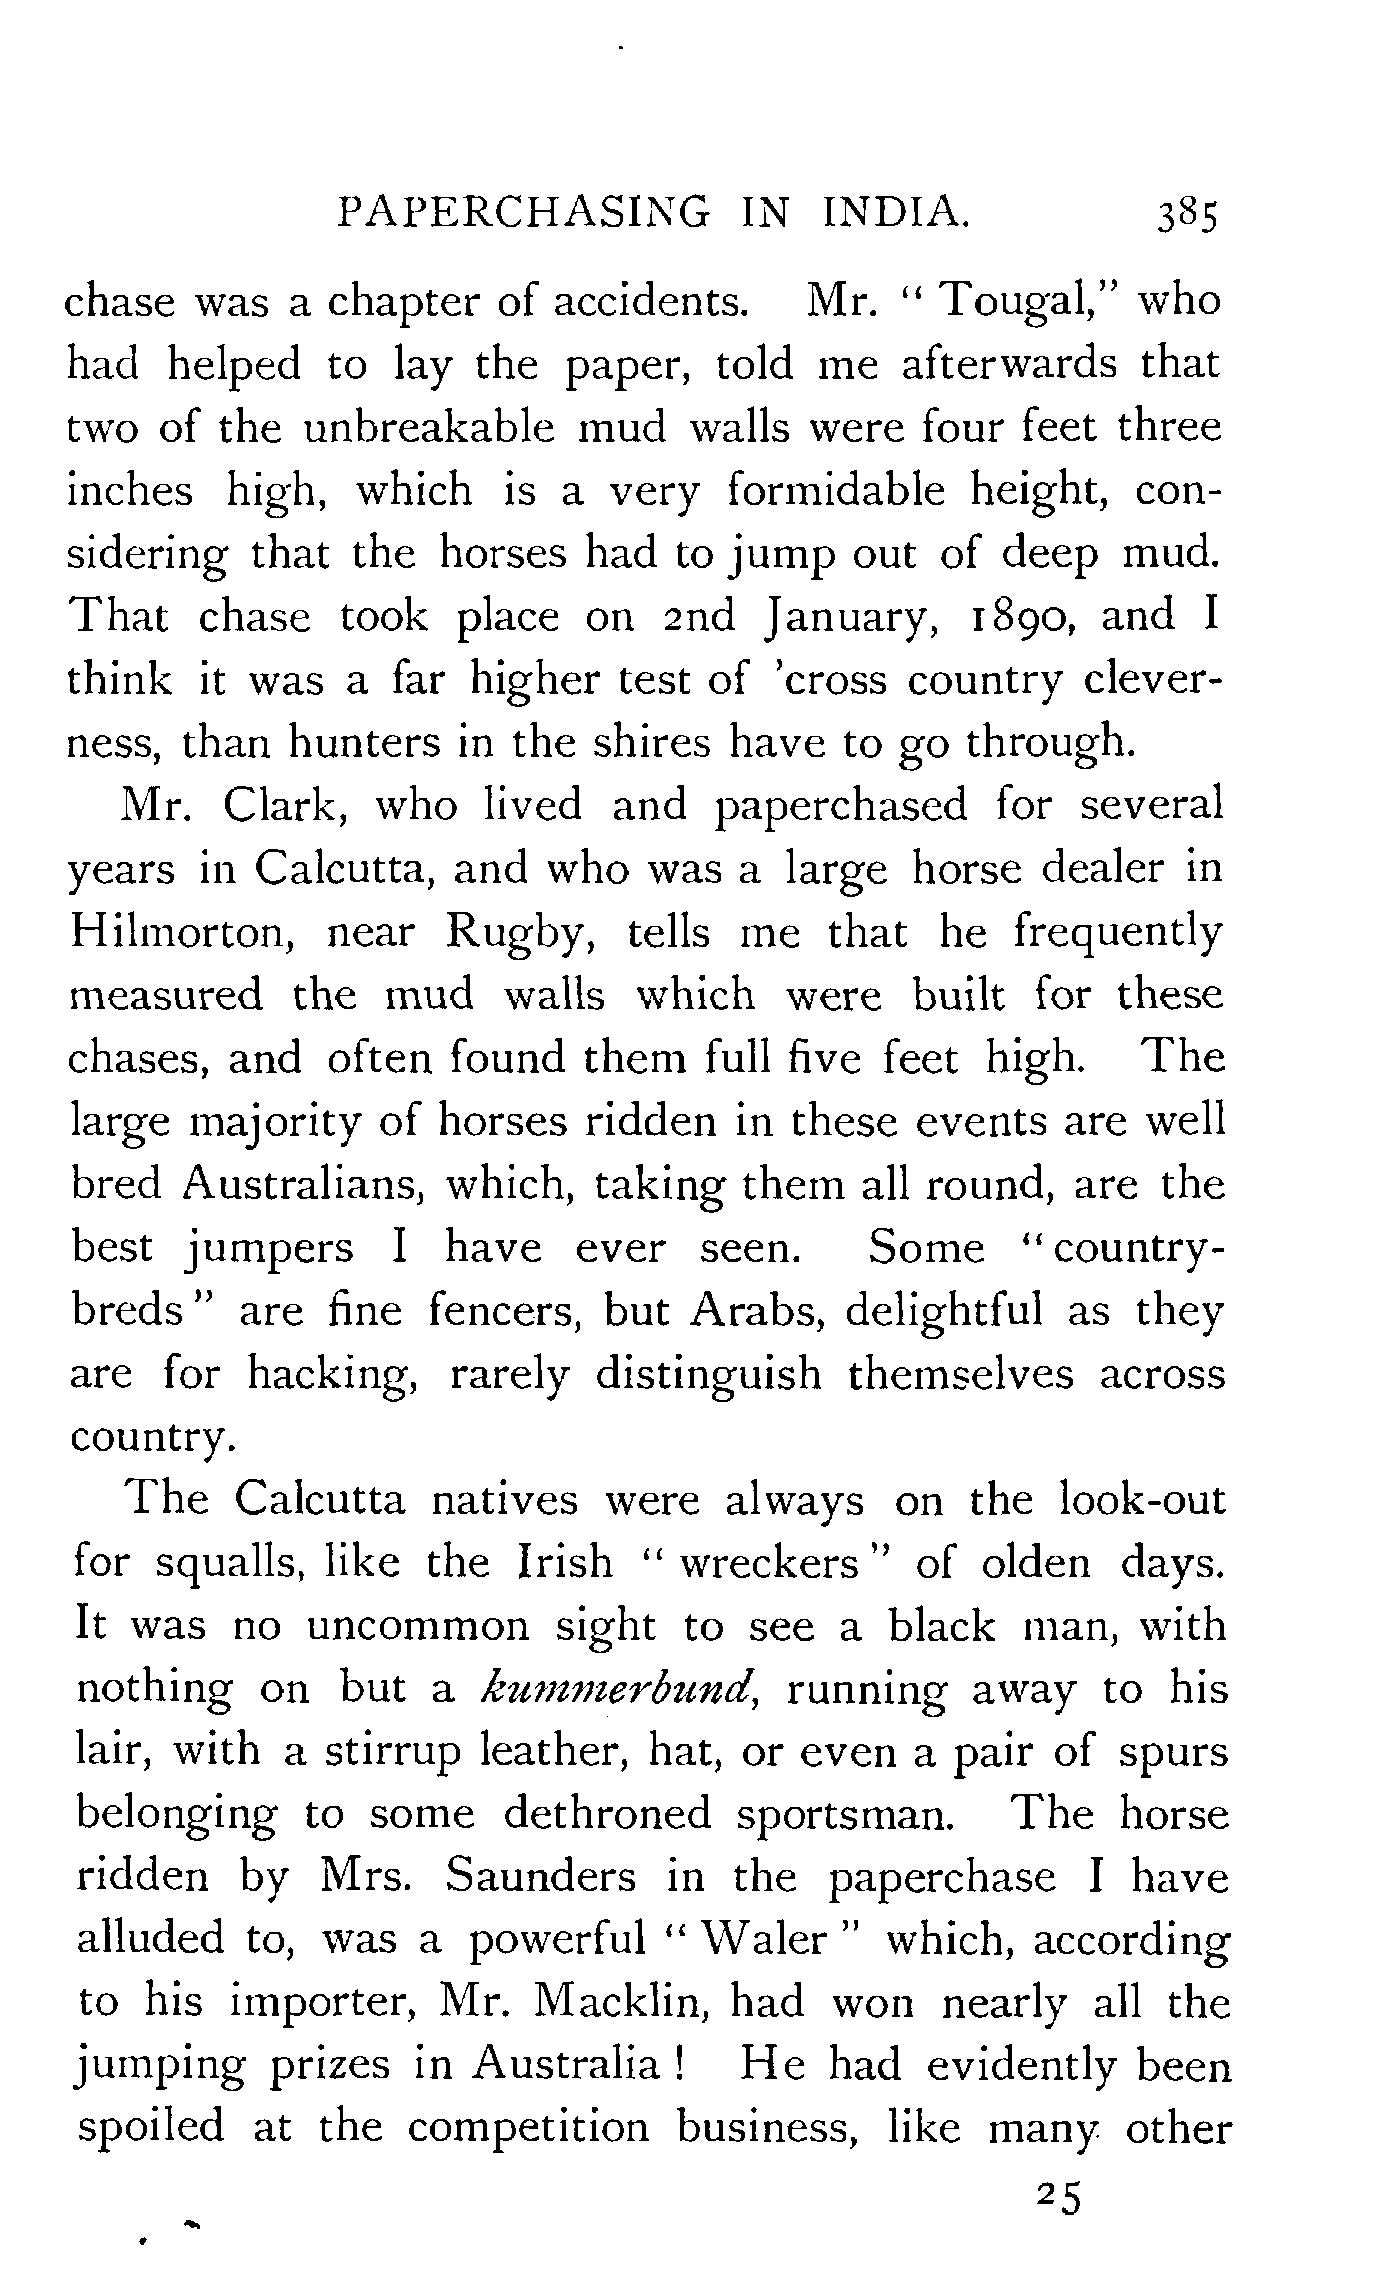 PAPERCHASING IN INDIA. 385
chase was a chapter of accidents. Mr. “ Tougal,” who
had helped to lay the paper, told me afterwards that
two of the unbreakable mud walls were four feet three
inches high, which is a very formidable height, con-
sidering that the horses had to jump out of deep mud.
That chase took place on 2nd January, 1890, and I
think it was a far higher test of ’cross country clever-
ness, than hunters in the shires have to go through.
Mr. Clark, who lived and paperchased for several
years in Calcutta, and who was a large horse dealer in
Hilmorton, near Rugby, tells me that he frequently
measured the mud walls which were built for these
chases, and often found them full five feet high. The
large majority of horses ridden in these events are well
bred Australians, which, taking them all round, are the
best jumpers I have ever seen. Some “ country-
breds ” are fine fencers, but Arabs, delightful as they
are for hacking, rarely distinguish themselves across
country.
The Calcutta natives were always on the look-out
for squalls, like the Irish “ wreckers ” of olden days.
It was no uncommon sight to see a black man, with
nothing on but a kummerbund, running away to his
lair, with a stirrup leather, hat, or even a pair of spurs
belonging to some dethroned sportsman. The horse
ridden by Mrs. Saunders in the paperchase I have
alluded to, was a powerful “ Waler ” which, according
to his importer, Mr. Macklin, had won nearly all the
jumping prizes in Australia ! He had evidently been
spoiled at the competition business, like many other
25